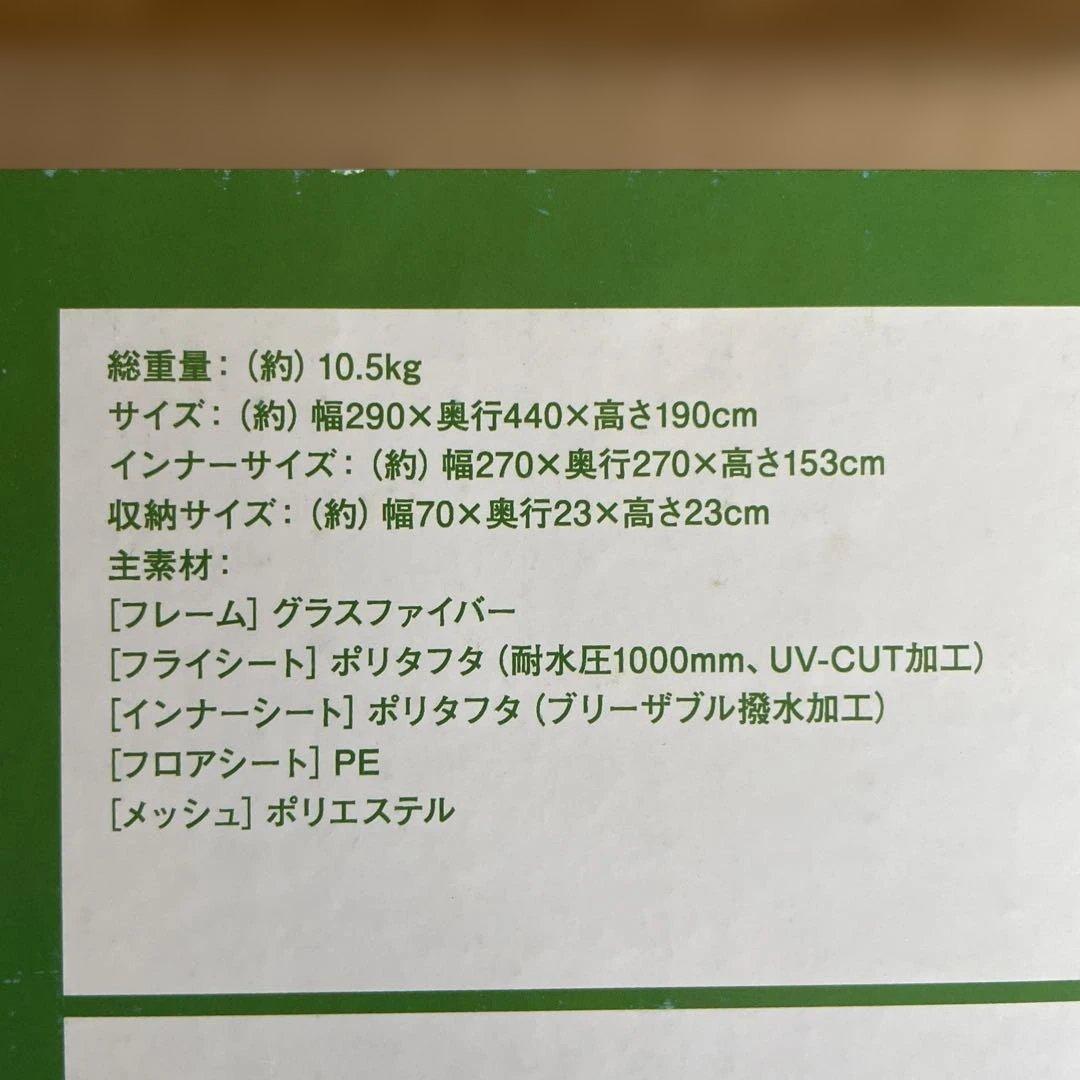 総重量：（約）10.5kg
サイズ：（約）幅290×奥行440×高さ190cm
インナーサイズ：（約）幅270×奥行270×高さ153cm
収納サイズ：（約）幅70×奥行23×高さ23cm
主素材：
［フレーム］グラスファイバー
［フライシート］ポリタフタ（耐水圧1000mm、UV-CUT加工）
［インナーシート］ポリタフタ（ブリーザブル撥水加工）
［フロアシート］PE
［メッシュ］ポリエステル